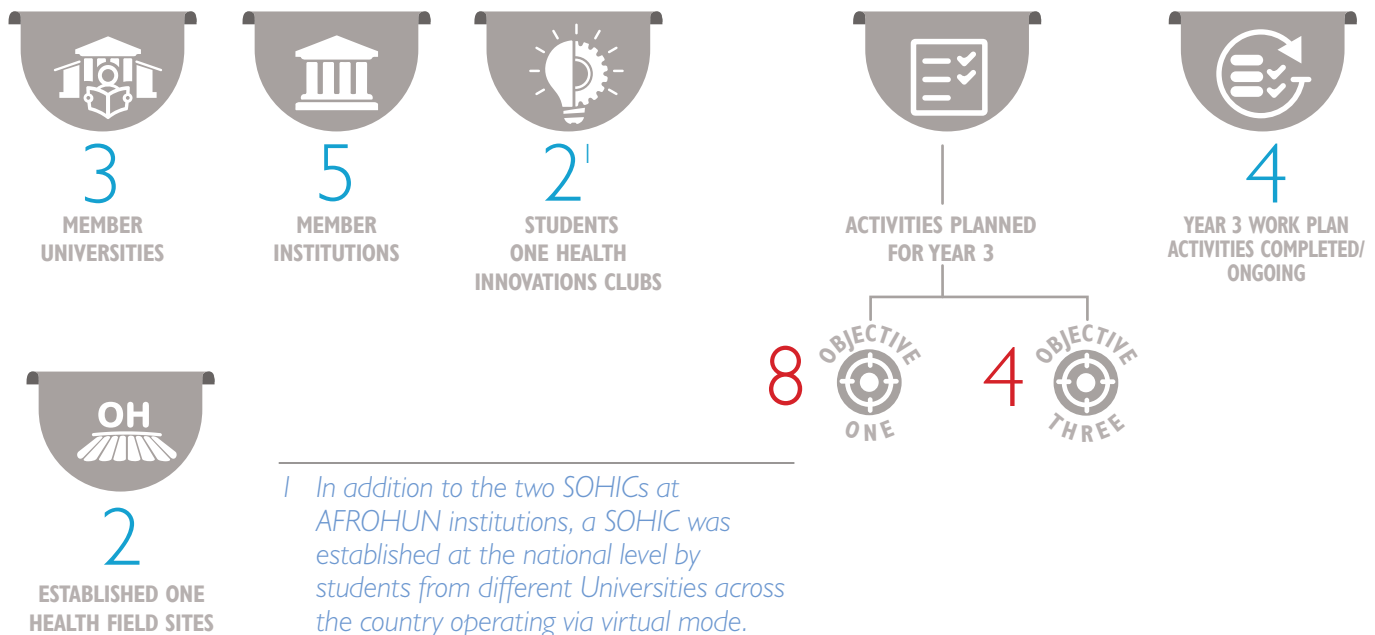 3
MEMBER
UNIVERSITIES
5
MEMBER
INSTITUTIONS
2¹
STUDENTS
ONE HEALTH
INNOVATIONS CLUBS
ACTIVITIES PLANNED
FOR YEAR 3
8
OBJECTIVE
ONE
4
OBJECTIVE
THREE
4
YEAR 3 WORK PLAN
ACTIVITIES COMPLETED/
ONGOING
OH
2
ESTABLISHED ONE
HEALTH FIELD SITES
1 In addition to the two SOHICs at
AFROHUN institutions, a SOHIC was
established at the national level by
students from different Universities across
the country operating via virtual mode.